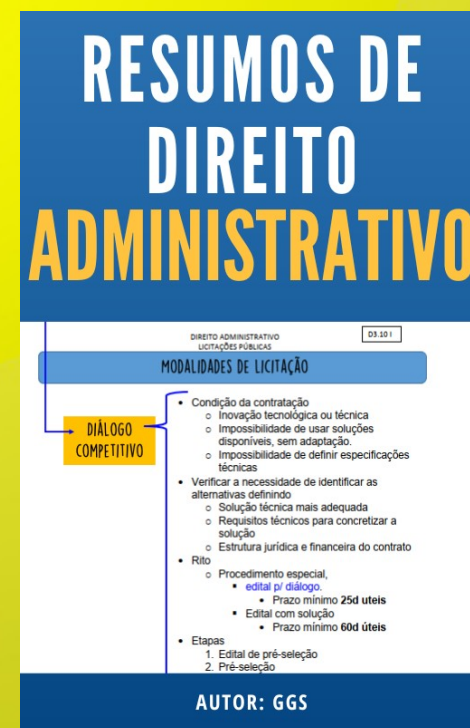 RESUMOS DE
DIREITO
ADMINISTRATIVO
DIREITO ADMINISTRATIVO
LICITAÇÕES PÚBLICAS
D3.10 I
MODALIDADES DE LICITAÇÃO
DIÁLOGO
COMPETITIVO
• Condição da contratação
o Inovação tecnológica ou técnica
o Impossibilidade de usar soluções
disponíveis, sem adaptação.
o Impossibilidade de definir especificações
técnicas
• Verificar a necessidade de identificar as
alternativas definindo
o Solução técnica mais adequada
o Requisitos técnicos para concretizar a
solução
o Estrutura jurídica e financeira do contrato
• Rito
o Procedimento especial,
▪ edital p/ diálogo.
• Prazo mínimo 25d uteis
▪ Edital com solução
• Prazo mínimo 60d úteis
• Etapas
1. Edital de pré-seleção
2. Pré-seleção
AUTOR: GGS